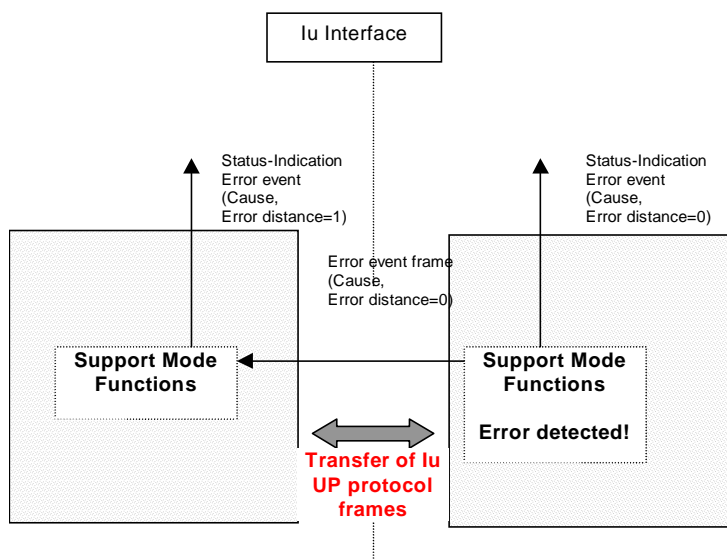 Iu Interface
Status-Indication
Error event
(Cause,
Error distance=1)
Status-Indication
Error event
(Cause,
Error distance=0)
Error event frame
(Cause,
Error distance=0)
Support Mode
Functions
Support Mode
Functions
Error detected!
Transfer of Iu
UP protocol
frames